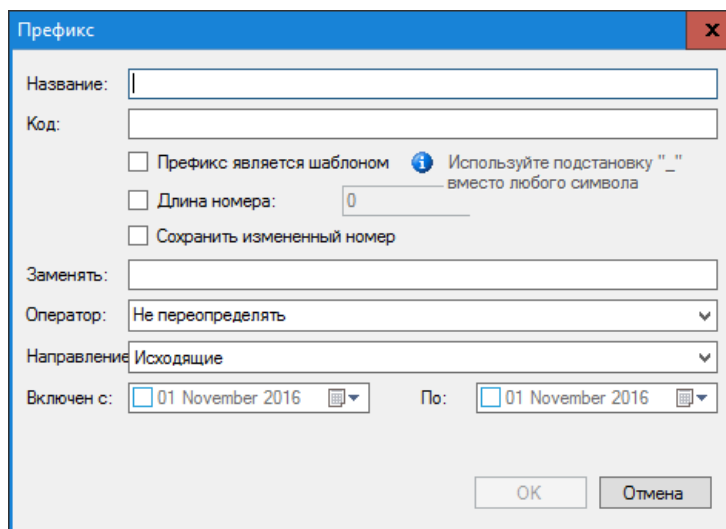 Префикс
Название:
Код:
Префикс является шаблоном Используйте подстановку "_"
вместо любого символа
Длина номера: 0
Сохранить измененный номер
Заменять:
Оператор: Не переопределять
Направление Исходящие
Включен с: 01 November 2016 По: 01 November 2016
OK Отмена